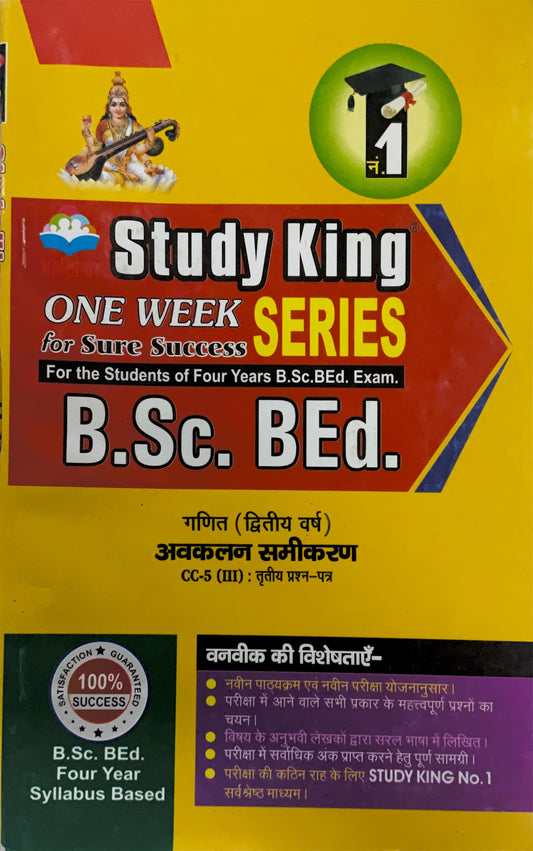 नं.1
Study King
ONE WEEK
for Sure Success
SERIES
For the Students of Four Years B.Sc.BEd. Exam.
B.Sc. BEd.
गणित (द्वितीय वर्ष)
अवकलन समीकरण
CC-5 (III) : तृतीय प्रश्न-पत्र
SATISFACTION ★ GUARANTEED
100%
SUCCESS
B.Sc. BEd.
Four Year
Syllabus Based
वनवीक की विशेषताएँ-
नवीन पाठ्यक्रम एवं नवीन परीक्षा योजनानुसार।
परीक्षा में आने वाले सभी प्रकार के महत्त्वपूर्ण प्रश्नों का
चयन।
विषय के अनुभवी लेखकों द्वारा सरल भाषा में लिखित।
परीक्षा में सर्वाधिक अंक प्राप्त करने हेतु पूर्ण सामग्री।
परीक्षा की कठिन राह के लिए STUDY KING No.1
सर्वश्रेष्ठ माध्यम।